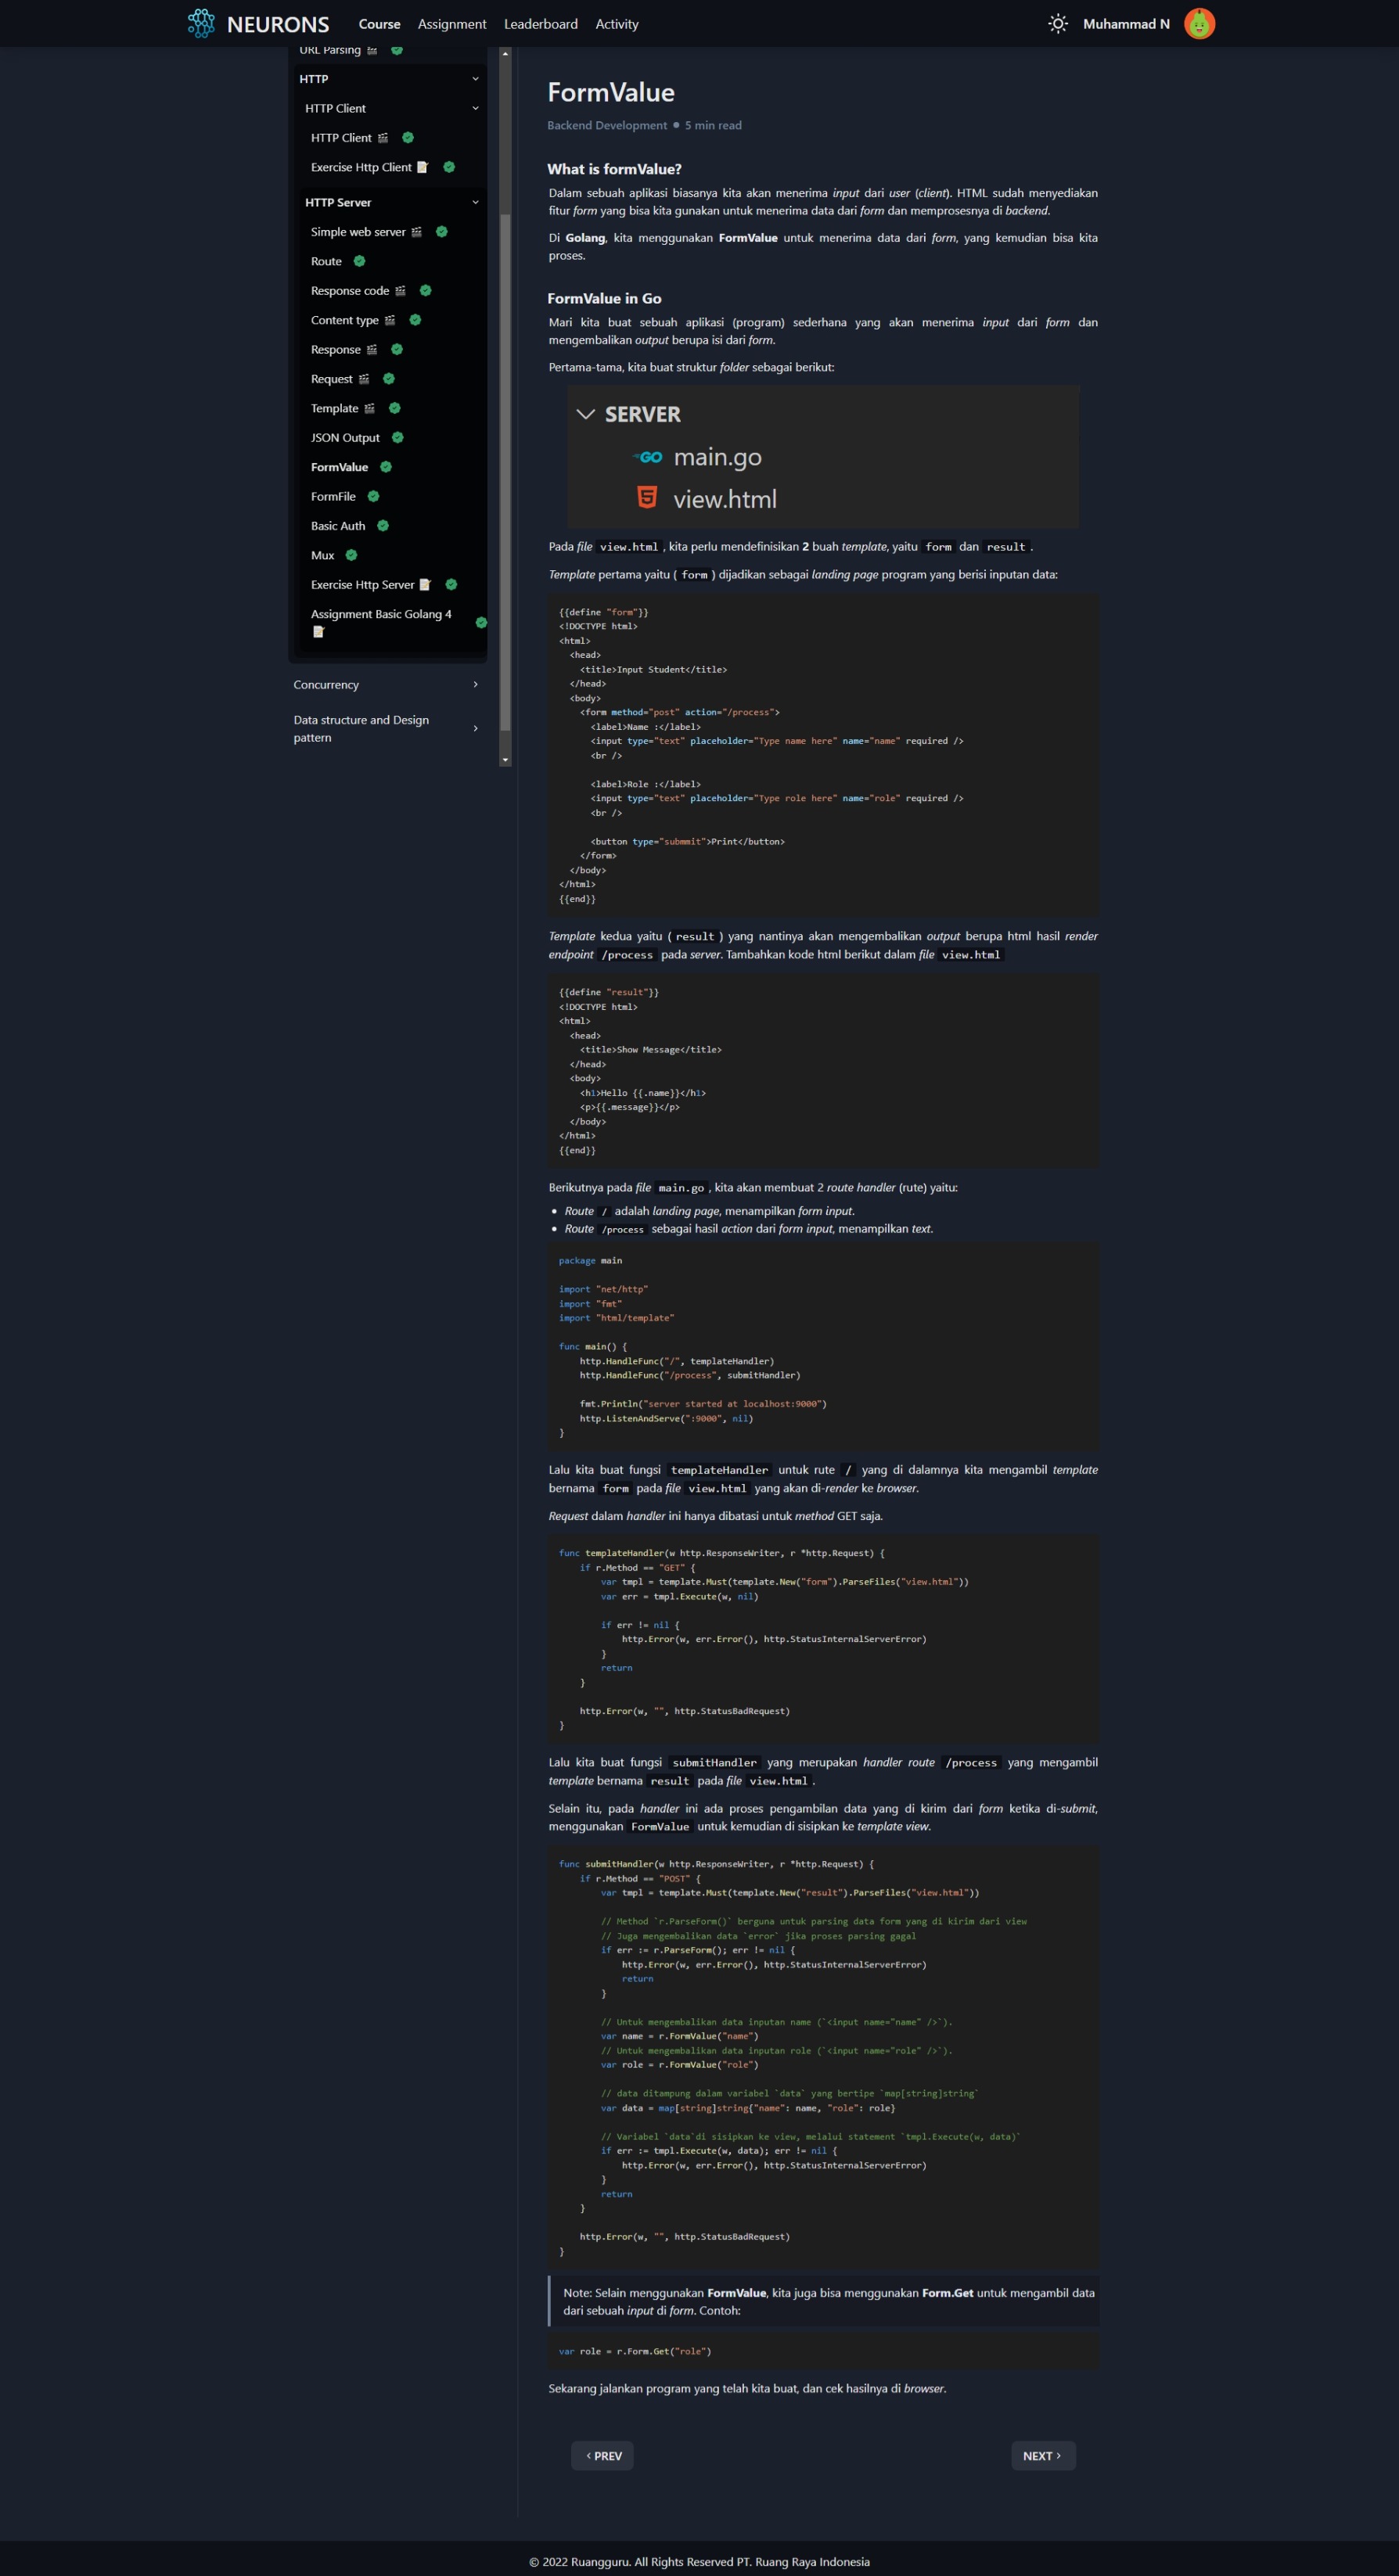 NEURONS
Course Assignment Leaderboard Activity
Muhammad N
URL Parsing
HTTP
HTTP Client
HTTP Client
Exercise Http Client
HTTP Server
Simple web server
Route
Response code
Content type
Response
Request
Template
JSON Output
FormValue
FormFile
Basic Auth
Mux
Exercise Http Server
Assignment Basic Golang 4
Concurrency
Data structure and Design
pattern
FormValue
Backend Development • 5 min read
What is formValue?
Dalam sebuah aplikasi biasanya kita akan menerima input dari user (client). HTML sudah menyediakan
fitur form yang bisa kita gunakan untuk menerima data dari form dan memprosesnya di backend.
Di Golang, kita menggunakan FormValue untuk menerima data dari form, yang kemudian bisa kita
proses.
FormValue in Go
Mari kita buat sebuah aplikasi (program) sederhana yang akan menerima input dari form dan
mengembalikan output berupa isi dari form.
Pertama-tama, kita buat struktur folder sebagai berikut:
SERVER
GO main.go
5 view.html
Pada file view.html, kita perlu mendefinisikan 2 buah template, yaitu form dan result.
Template pertama yaitu ( form ) dijadikan sebagai landing page program yang berisi inputan data:
{{define "form"}}
<!DOCTYPE html>
<html>
  <head>
    <title>Input Student</title>
  </head>
  <body>
    <form method="post" action="/process">
      <label>Name :</label>
      <input type="text" placeholder="Type name here" name="name" required />
      <br />
      <label>Role :</label>
      <input type="text" placeholder="Type role here" name="role" required />
      <br />
      <button type="submmit">Print</button>
    </form>
  </body>
</html>
{{end}}
Template kedua yaitu ( result ) yang nantinya akan mengembalikan output berupa html hasil render
endpoint /process pada server. Tambahkan kode html berikut dalam file view.html
{{define "result"}}
<!DOCTYPE html>
<html>
  <head>
    <title>Show Message</title>
  </head>
  <body>
    <h1>Hello {{.name}}</h1>
    <p>{{.message}}</p>
  </body>
</html>
{{end}}
Berikutnya pada file main.go, kita akan membuat 2 route handler (rute) yaitu:
• Route / adalah landing page, menampilkan form input.
• Route /process sebagai hasil action dari form input, menampilkan text.
package main
import "net/http"
import "fmt"
import "html/template"
func main() {
    http.HandleFunc("/", templateHandler)
    http.HandleFunc("/process", submitHandler)
    fmt.Println("server started at localhost:9000")
    http.ListenAndServe(":9000", nil)
}
Lalu kita buat fungsi templateHandler untuk rute / yang di dalamnya kita mengambil template
bernama form pada file view.html yang akan di-render ke browser.
Request dalam handler ini hanya dibatasi untuk method GET saja.
func templateHandler(w http.ResponseWriter, r *http.Request) {
    if r.Method == "GET" {
        var tmpl = template.Must(template.New("form").ParseFiles("view.html"))
        var err = tmpl.Execute(w, nil)
        if err != nil {
            http.Error(w, err.Error(), http.StatusInternalServerError)
        }
        return
    }
    http.Error(w, "", http.StatusBadRequest)
}
Lalu kita buat fungsi submitHandler yang merupakan handler route /process yang mengambil
template bernama result pada file view.html.
Selain itu, pada handler ini ada proses pengambilan data yang di kirim dari form ketika di-submit,
menggunakan FormValue untuk kemudian di sisipkan ke template view.
func submitHandler(w http.ResponseWriter, r *http.Request) {
    if r.Method == "POST" {
        var tmpl = template.Must(template.New("result").ParseFiles("view.html"))
        // Method `r.ParseForm()` berguna untuk parsing data form yang di kirim dari view
        // Juga mengembalikan data `error` jika proses parsing gagal
        if err := r.ParseForm(); err != nil {
            http.Error(w, err.Error(), http.StatusInternalServerError)
            return
        }
        // Untuk mengembalikan data inputan name (`<input name="name" />`).
        var name = r.FormValue("name")
        // Untuk mengembalikan data inputan role (`<input name="role" />`).
        var role = r.FormValue("role")
        // data ditampung dalam variabel `data` yang bertipe `map[string]string`
        var data = map[string]string{"name": name, "role": role}
        // Variabel `data`di sisipkan ke view, melalui statement `tmpl.Execute(w, data)`
        if err := tmpl.Execute(w, data); err != nil {
            http.Error(w, err.Error(), http.StatusInternalServerError)
        }
        return
    }
    http.Error(w, "", http.StatusBadRequest)
}
Note: Selain menggunakan FormValue, kita juga bisa menggunakan Form.Get untuk mengambil data
dari sebuah input di form. Contoh:
var role = r.Form.Get("role")
Sekarang jalankan program yang telah kita buat, dan cek hasilnya di browser.
‹ PREV
NEXT ›
© 2022 Ruangguru. All Rights Reserved PT. Ruang Raya Indonesia